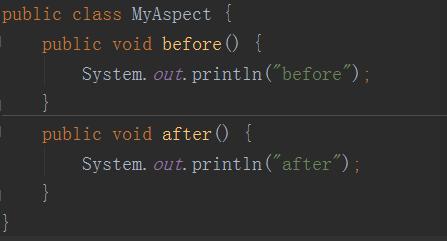 public class MyAspect {
    public void before() {
        System.out.println("before");
    }
    public void after() {
        System.out.println("after");
    }
}